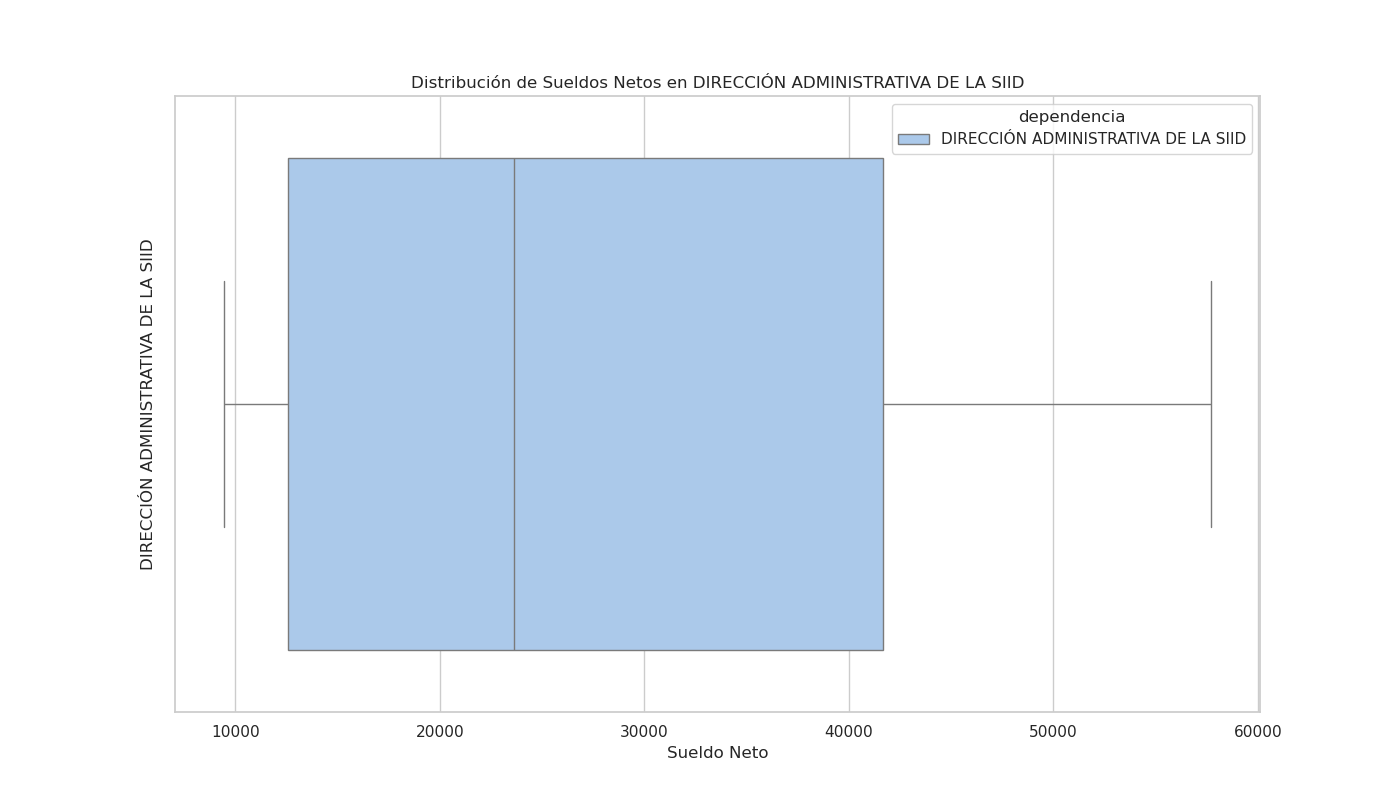 Distribución de Sueldos Netos en DIRECCIÓN ADMINISTRATIVA DE LA SIID
dependencia
DIRECCIÓN ADMINISTRATIVA DE LA SIID
DIRECCIÓN ADMINISTRATIVA DE LA SIID
10000 20000 30000 40000 50000 60000
Sueldo Neto